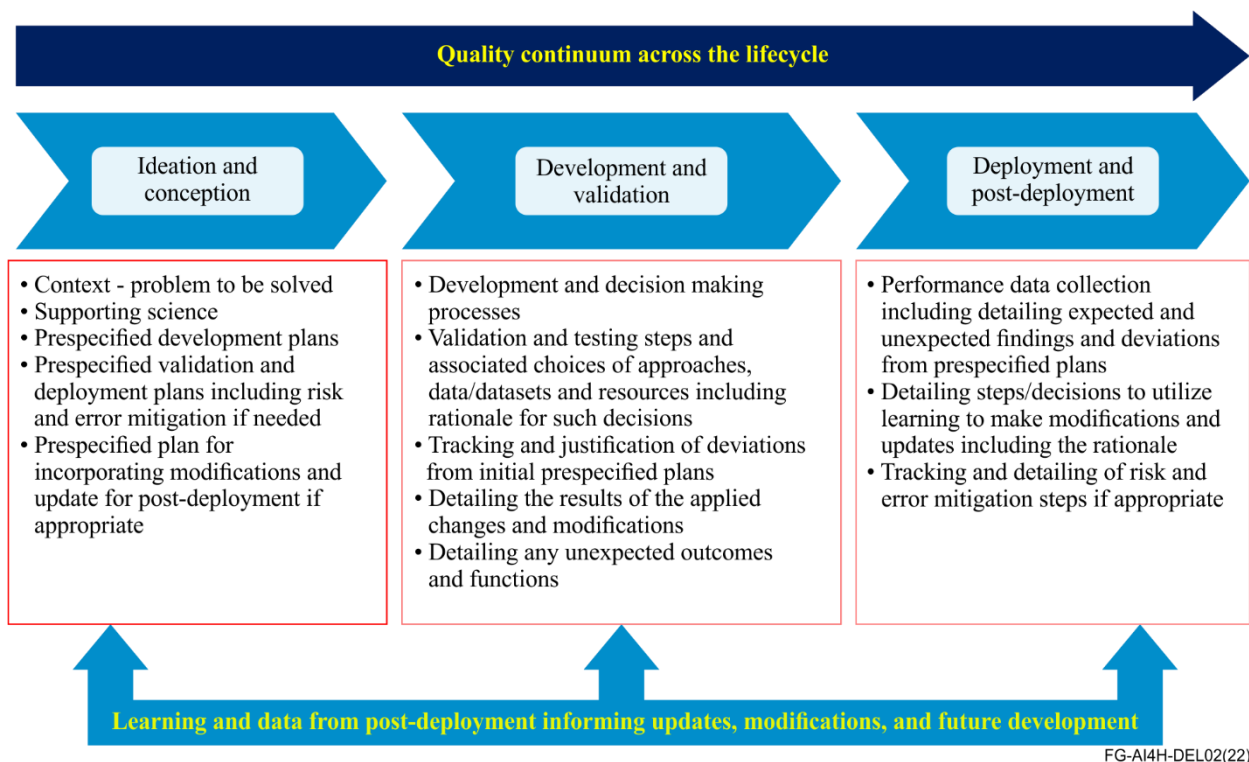 Quality continuum across the lifecycle
Ideation and
conception
Development and
validation
Deployment and
post-deployment
• Context - problem to be solved
• Supporting science
• Prespecified development plans
• Prespecified validation and
deployment plans including risk
and error mitigation if needed
• Prespecified plan for
incorporating modifications and
update for post-deployment if
appropriate
• Development and decision making
processes
• Validation and testing steps and
associated choices of approaches,
data/datasets and resources including
rationale for such decisions
• Tracking and justification of deviations
from initial prespecified plans
• Detailing the results of the applied
changes and modifications
• Detailing any unexpected outcomes
and functions
• Performance data collection
including detailing expected and
unexpected findings and deviations
from prespecified plans
• Detailing steps/decisions to utilize
learning to make modifications and
updates including the rationale
• Tracking and detailing of risk and
error mitigation steps if appropriate
Learning and data from post-deployment informing updates, modifications, and future development
FG-AI4H-DEL02(22)